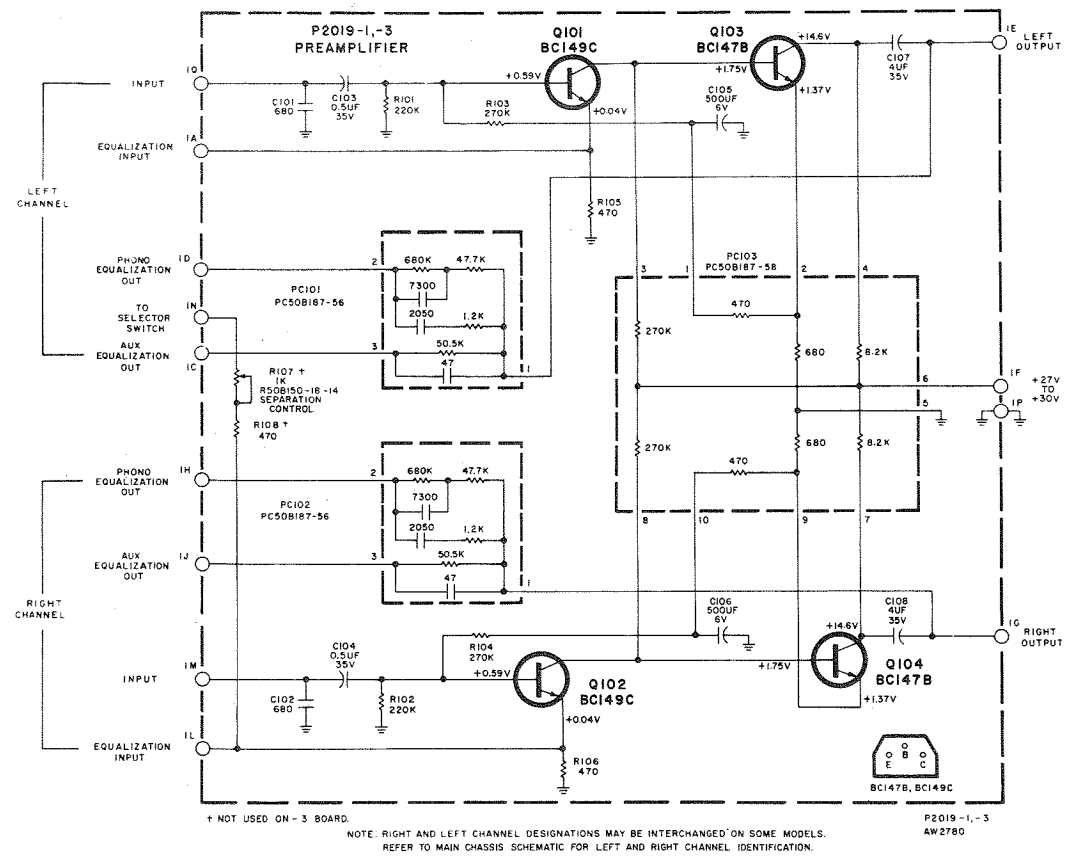 P2019-1,-3
PREAMPLIFIER
Q101
BC149C
Q103
BC147B
+14.6V
C107
4UF
35V
1E
LEFT
OUTPUT
INPUT
1Q
C101
680
C103
0.5UF
35V
R101
220K
+0.59V
+0.04V
+1.75V
+1.37V
R103
270K
C105
500UF
6V
EQUALIZATION
INPUT
1A
R105
470
LEFT
CHANNEL
PHONO
EQUALIZATION
OUT
1D
TO
SELECTOR
SWITCH
1N
AUX
EQUALIZATION
OUT
1C
PC101
PC50B187-56
2
680K
47.7K
7300
2050
1.2K
3
50.5K
47
1
R107 +
1K
R50B150-18-14
SEPARATION
CONTROL
R108 +
470
PC103
PC50B187-58
3
1
2
4
470
270K
680
8.2K
6
5
1F
+27V
TO
+30V
1P
270K
470
680
8.2K
8
10
9
7
PHONO
EQUALIZATION
OUT
1H
PC102
PC50B187-56
2
680K
47.7K
7300
2050
1.2K
AUX
EQUALIZATION
OUT
1J
3
50.5K
47
1
RIGHT
CHANNEL
INPUT
1M
C102
680
C104
0.5UF
35V
R102
220K
R104
270K
+0.59V
Q102
BC149C
+0.04V
C106
500UF
6V
+1.75V
+14.6V
C108
4UF
35V
1G
RIGHT
OUTPUT
Q104
BC147B
+1.37V
EQUALIZATION
INPUT
1L
R106
470
E B C
BC147B, BC149C
+ NOT USED ON -3 BOARD.
P2019-1,-3
AW2780
NOTE: RIGHT AND LEFT CHANNEL DESIGNATIONS MAY BE INTERCHANGED ON SOME MODELS.
REFER TO MAIN CHASSIS SCHEMATIC FOR LEFT AND RIGHT CHANNEL IDENTIFICATION.